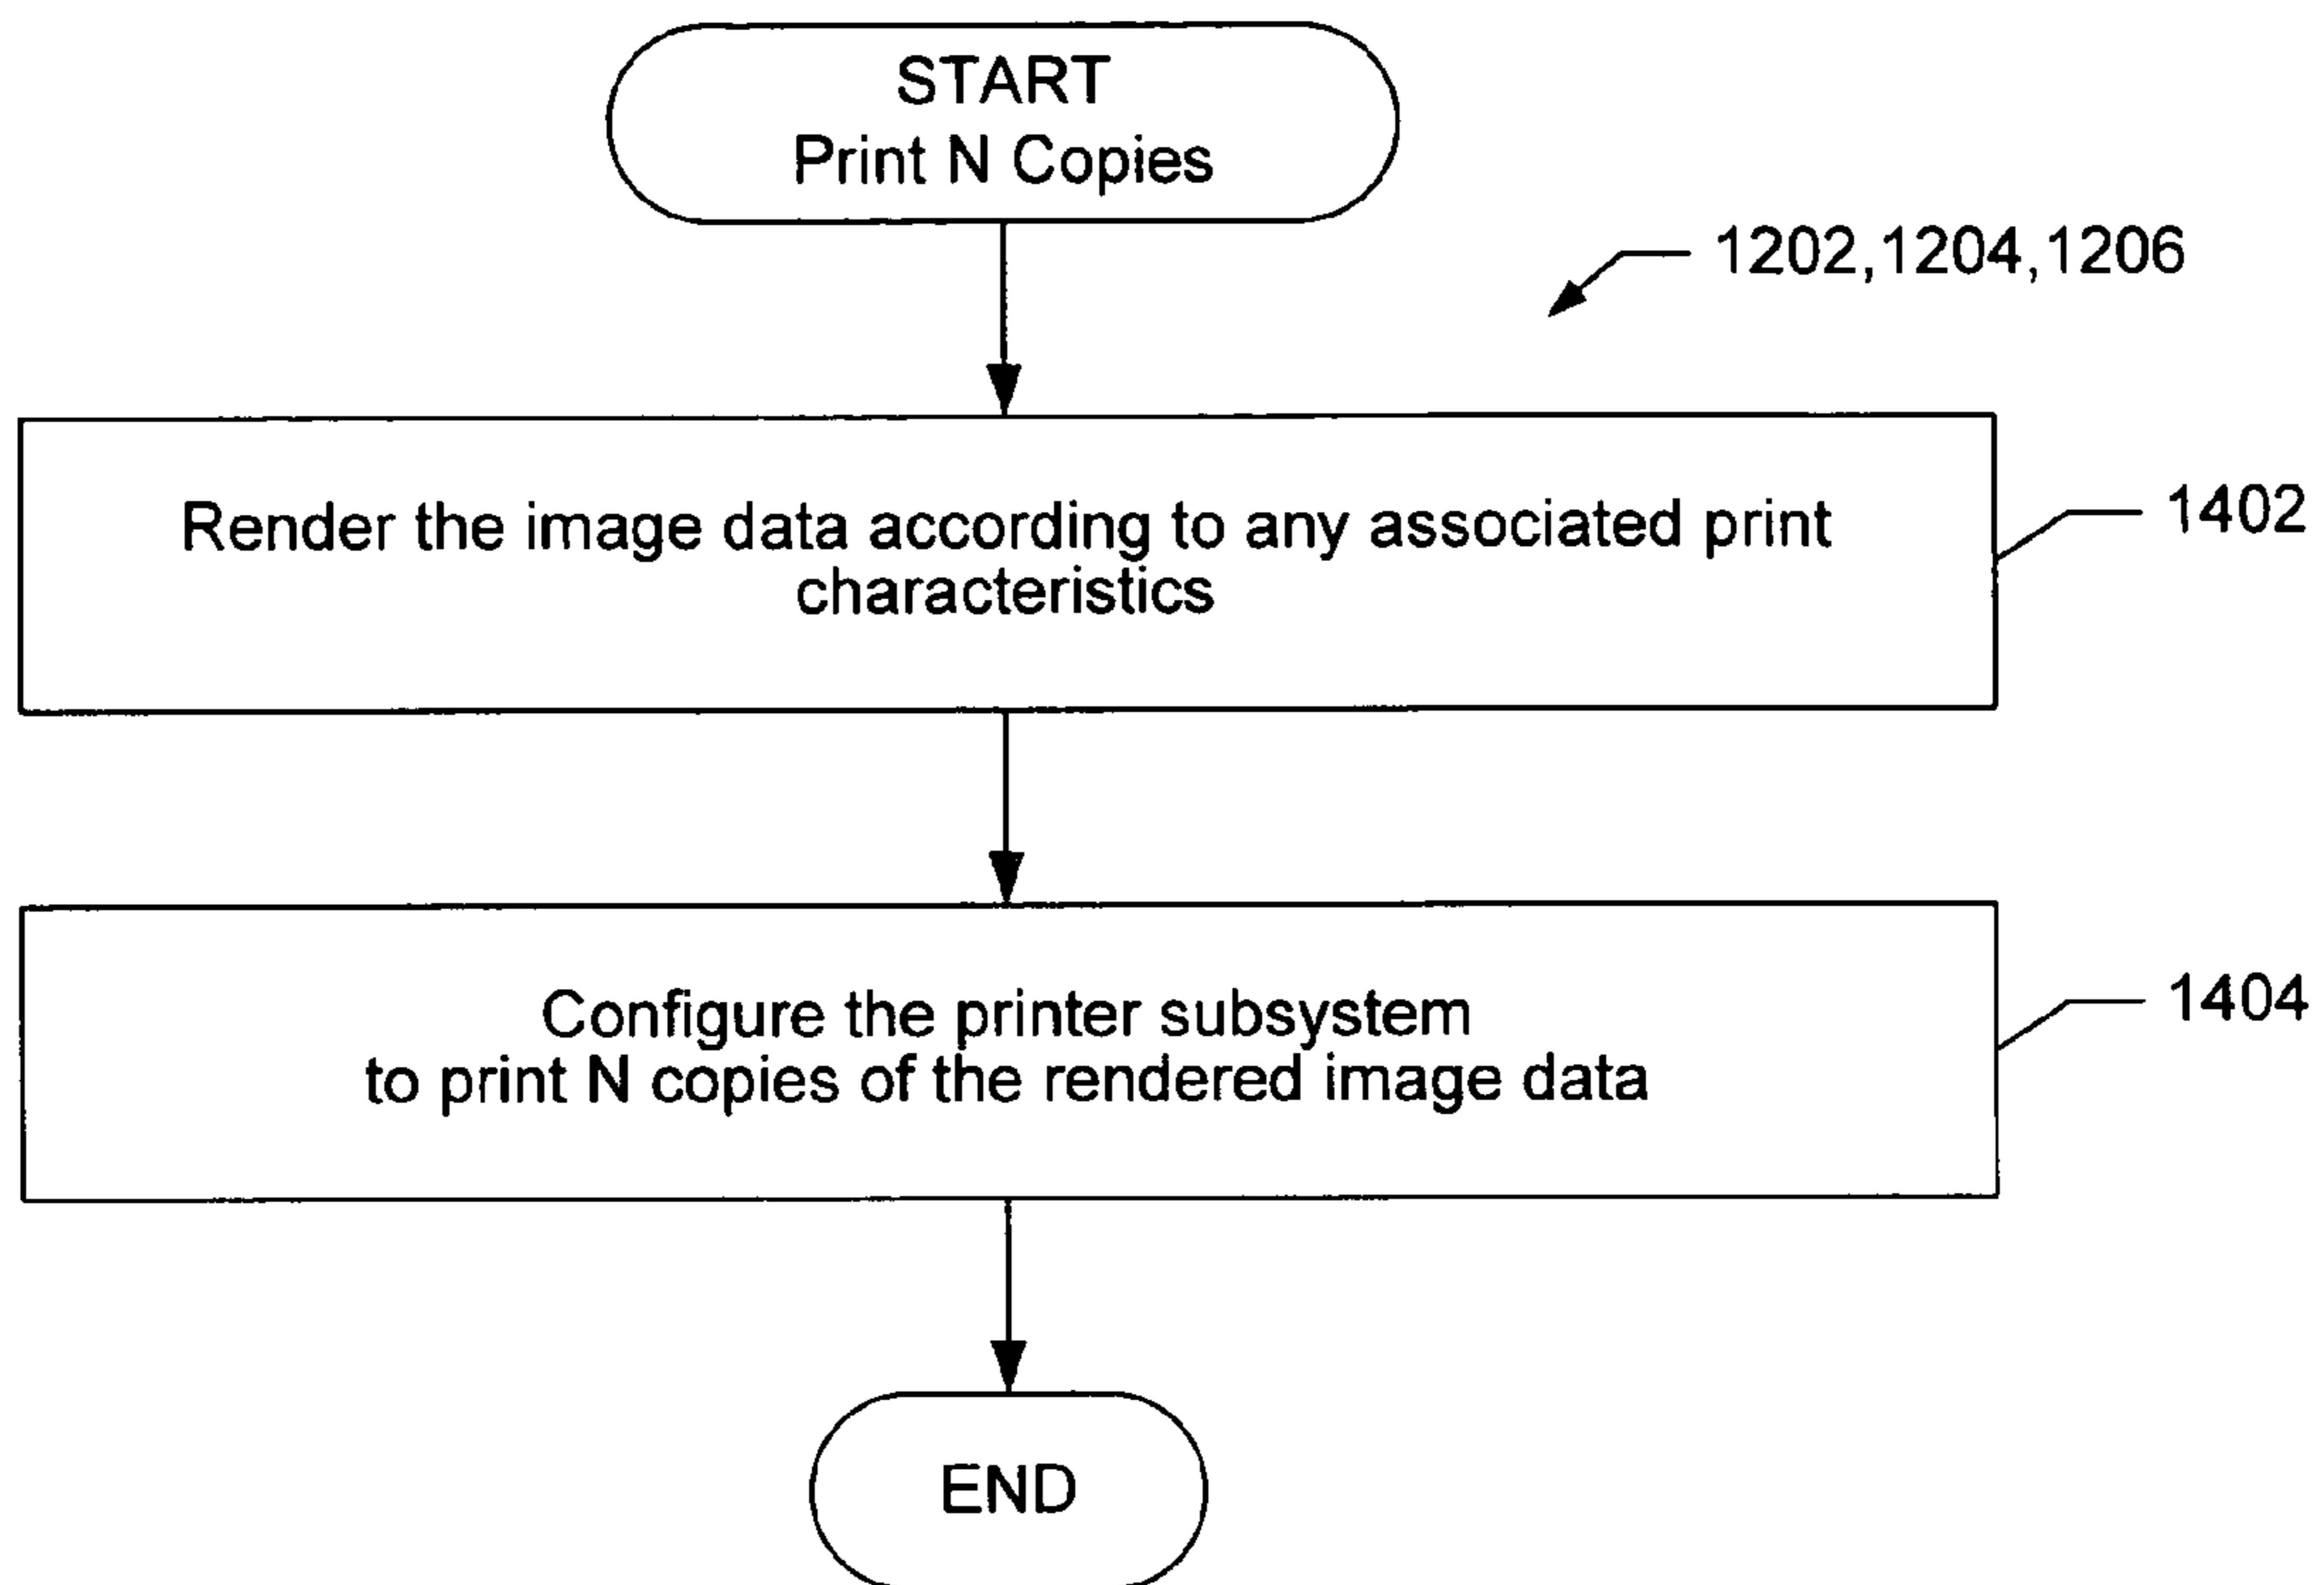 START
Print N Copies
1202,1204,1206
Render the image data according to any associated print
characteristics
1402
Configure the printer subsystem
to print N copies of the rendered image data
1404
END